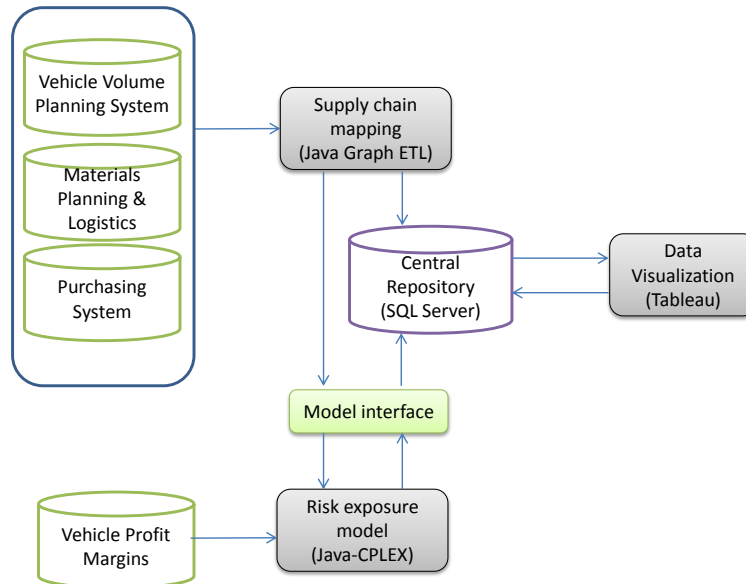 Vehicle Volume
Planning System
Materials
Planning &
Logistics
Purchasing
System
Supply chain
mapping
(Java Graph ETL)
Central
Repository
(SQL Server)
Data
Visualization
(Tableau)
Model interface
Vehicle Profit
Margins
Risk exposure
model
(Java-CPLEX)